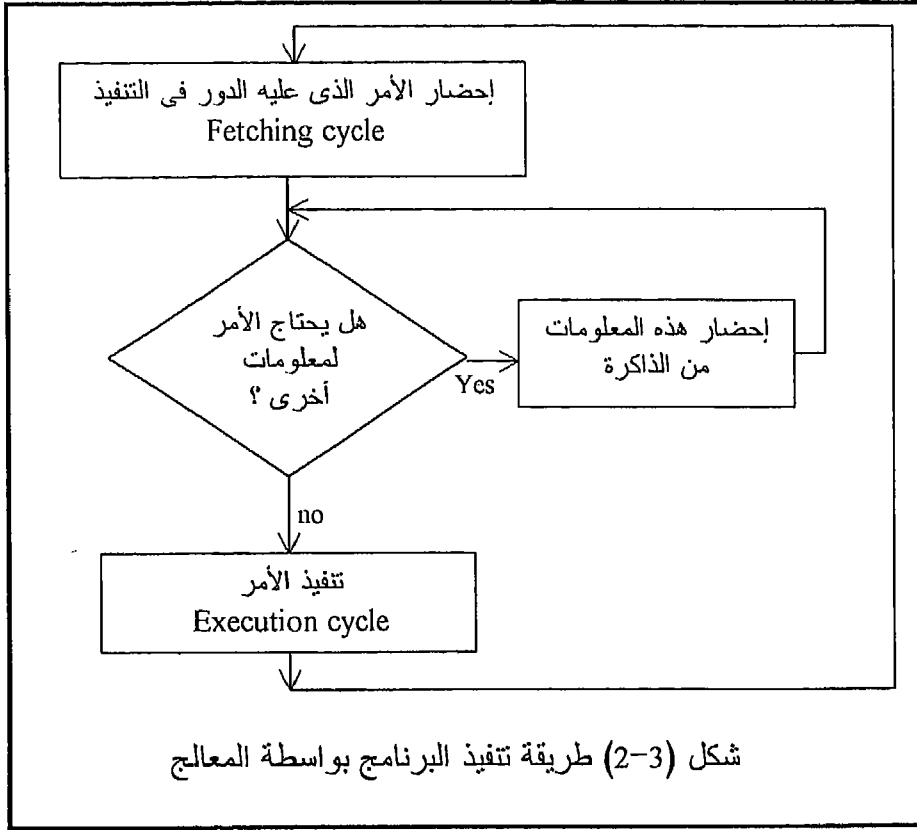 إحضار الأمر الذى عليه الدور فى التنفيذ
Fetching cycle
هل يحتاج الأمر
لمعلومات
أخرى ؟
Yes
إحضار هذه المعلومات
من الذاكرة
no
تنفيذ الأمر
Execution cycle
شكل (3-2) طريقة تنفيذ البرنامج بواسطة المعالج